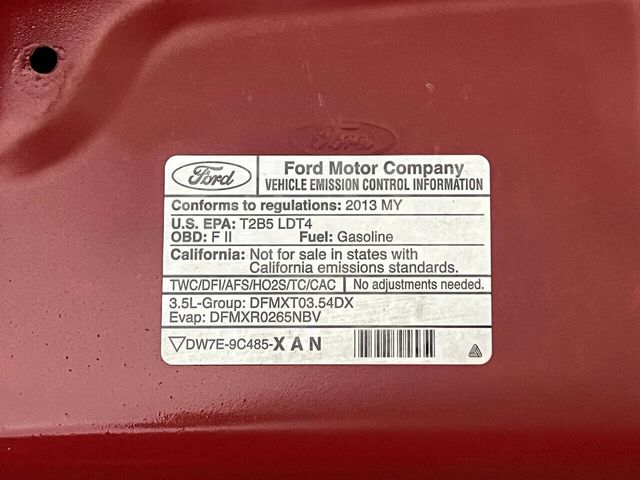 Ford
Ford
Ford Motor Company
VEHICLE EMISSION CONTROL INFORMATION
Conforms to regulations: 2013 MY
U.S. EPA: T2B5 LDT4
OBD: F II Fuel: Gasoline
California: Not for sale in states with
California emissions standards.
TWC/DFI/AFS/HO2S/TC/CAC No adjustments needed.
3.5L-Group: DFMXT03.54DX
Evap: DFMXR0265NBV
DW7E-9C485-XAN